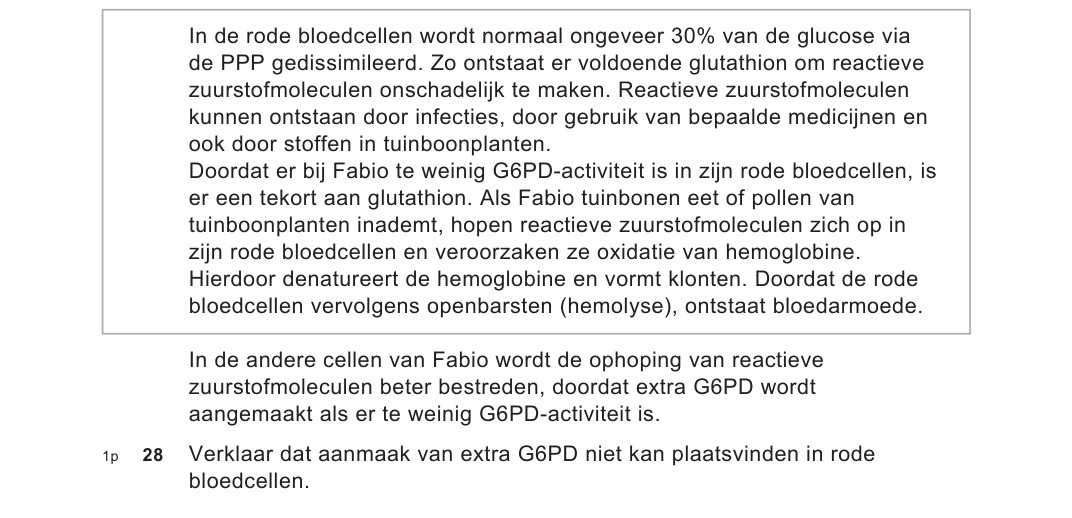 In de rode bloedcellen wordt normaal ongeveer 30% van de glucose via
de PPP gedissimileerd. Zo ontstaat er voldoende glutathion om reactieve
zuurstofmoleculen onschadelijk te maken. Reactieve zuurstofmoleculen
kunnen ontstaan door infecties, door gebruik van bepaalde medicijnen en
ook door stoffen in tuinboonplanten.
Doordat er bij Fabio te weinig G6PD-activiteit is in zijn rode bloedcellen, is
er een tekort aan glutathion. Als Fabio tuinbonen eet of pollen van
tuinboonplanten inademt, hopen reactieve zuurstofmoleculen zich op in
zijn rode bloedcellen en veroorzaken ze oxidatie van hemoglobine.
Hierdoor denatureert de hemoglobine en vormt klonten. Doordat de rode
bloedcellen vervolgens openbarsten (hemolyse), ontstaat bloedarmoede.
In de andere cellen van Fabio wordt de ophoping van reactieve
zuurstofmoleculen beter bestreden, doordat extra G6PD wordt
aangemaakt als er te weinig G6PD-activiteit is.
1p 28 Verklaar dat aanmaak van extra G6PD niet kan plaatsvinden in rode
bloedcellen.